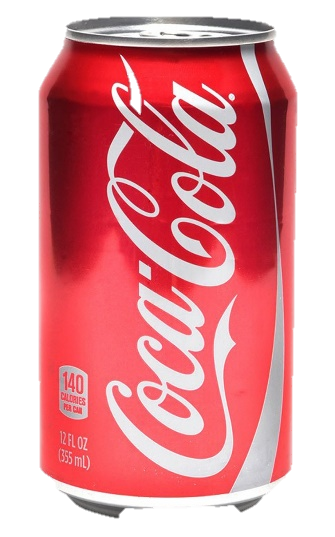 Coca-Cola
140
CALORIES
PER CAN
12 FL OZ
(355 mL)